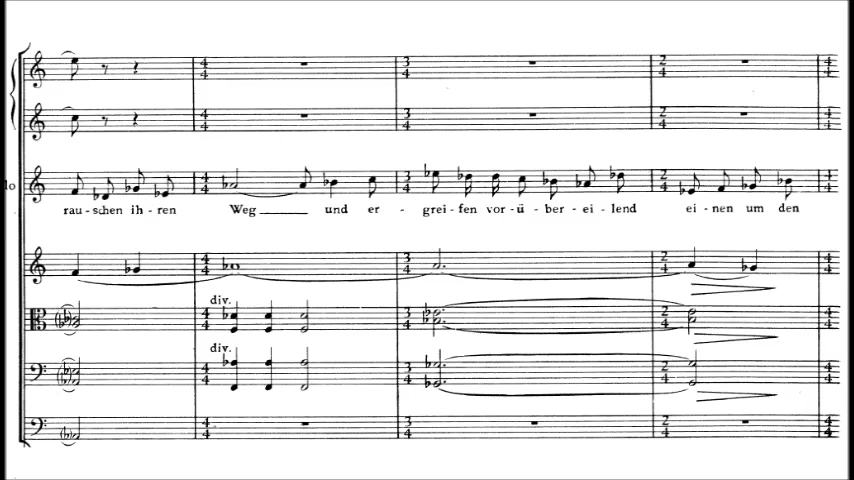 lo
rau - schen ih - ren Weg und er - grei - fen vor - ü - ber - ei - lend ei - nen um den
div.
div.